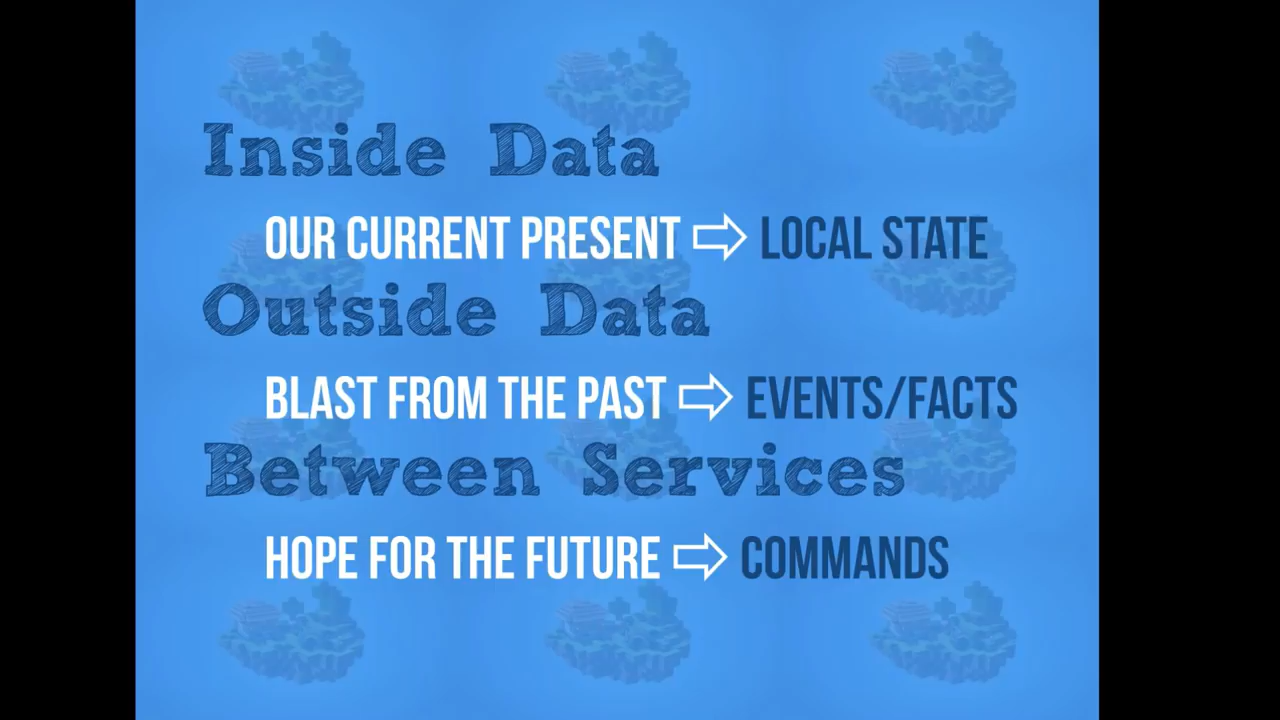 Inside Data
OUR CURRENT PRESENT ⇨ LOCAL STATE
Outside Data
BLAST FROM THE PAST ⇨ EVENTS/FACTS
Between Services
HOPE FOR THE FUTURE ⇨ COMMANDS